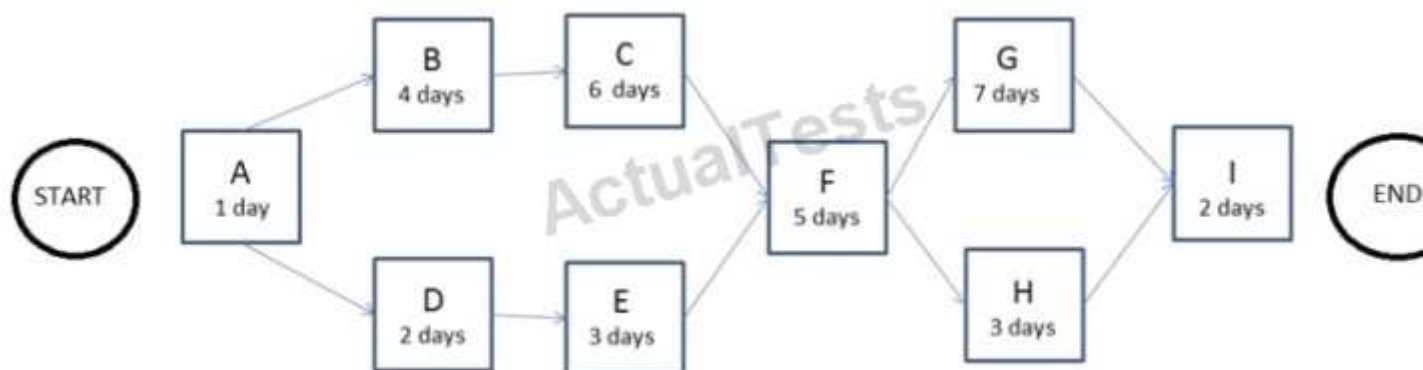 START
A
1 day
B
4 days
C
6 days
D
2 days
E
3 days
F
5 days
G
7 days
H
3 days
I
2 days
END
ActualTests